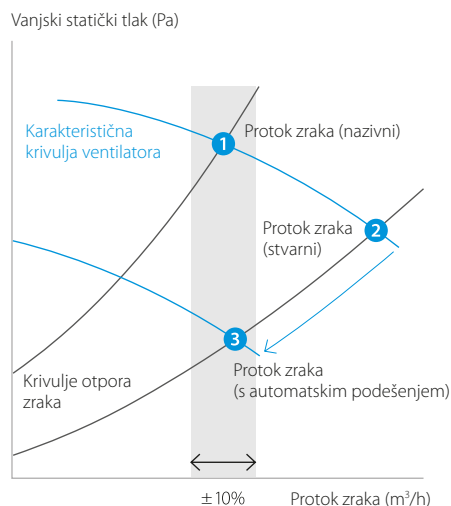 Vanjski statički tlak (Pa)
Karakteristična
krivulja ventilatora
1
Protok zraka (nazivni)
Protok zraka
(stvarni)
2
3
Protok zraka
(s automatskim podešenjem)
Krivulje otpora
zraka
±10%
Protok zraka (m³/h)